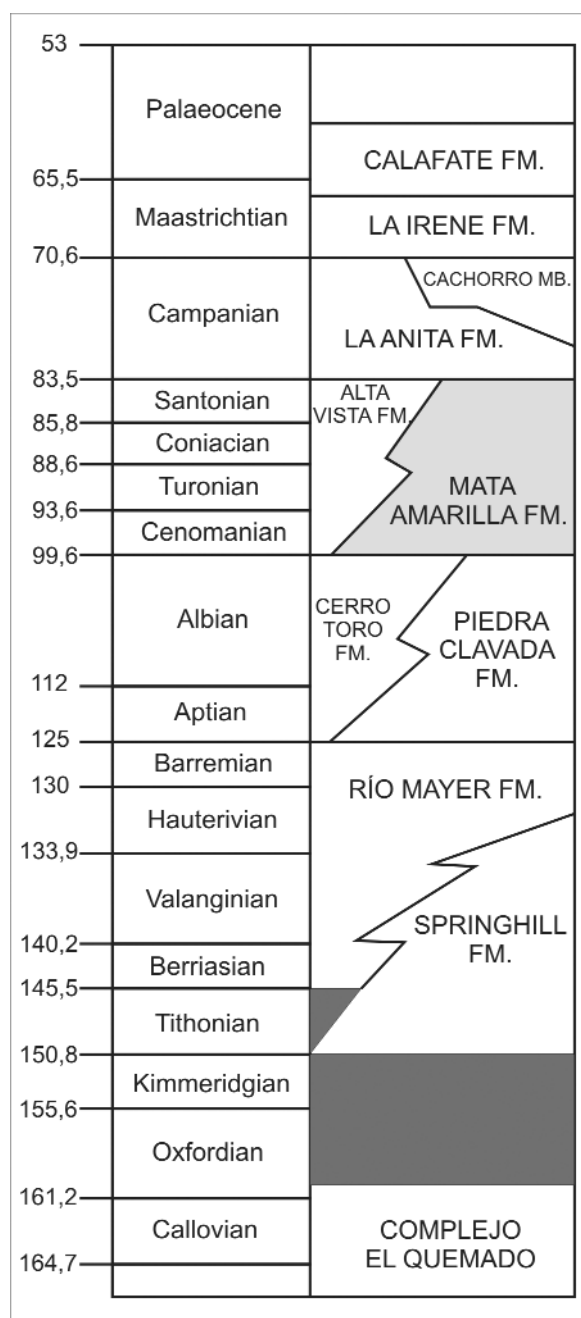 53
Palaeocene
CALAFATE FM.
65,5
Maastrichtian
LA IRENE FM.
70,6
CACHORRO MB.
Campanian
LA ANITA FM.
83,5
Santonian
ALTA
VISTA FM.
85,8
Coniacian
88,6
Turonian
MATA
AMARILLA FM.
93,6
Cenomanian
99,6
Albian
CERRO
TORO
FM.
PIEDRA
CLAVADA
FM.
112
Aptian
125
Barremian
130
RÍO MAYER FM.
Hauterivian
133,9
Valanginian
SPRINGHILL
FM.
140,2
Berriasian
145,5
Tithonian
150,8
Kimmeridgian
155,6
Oxfordian
161,2
Callovian
COMPLEJO
EL QUEMADO
164,7